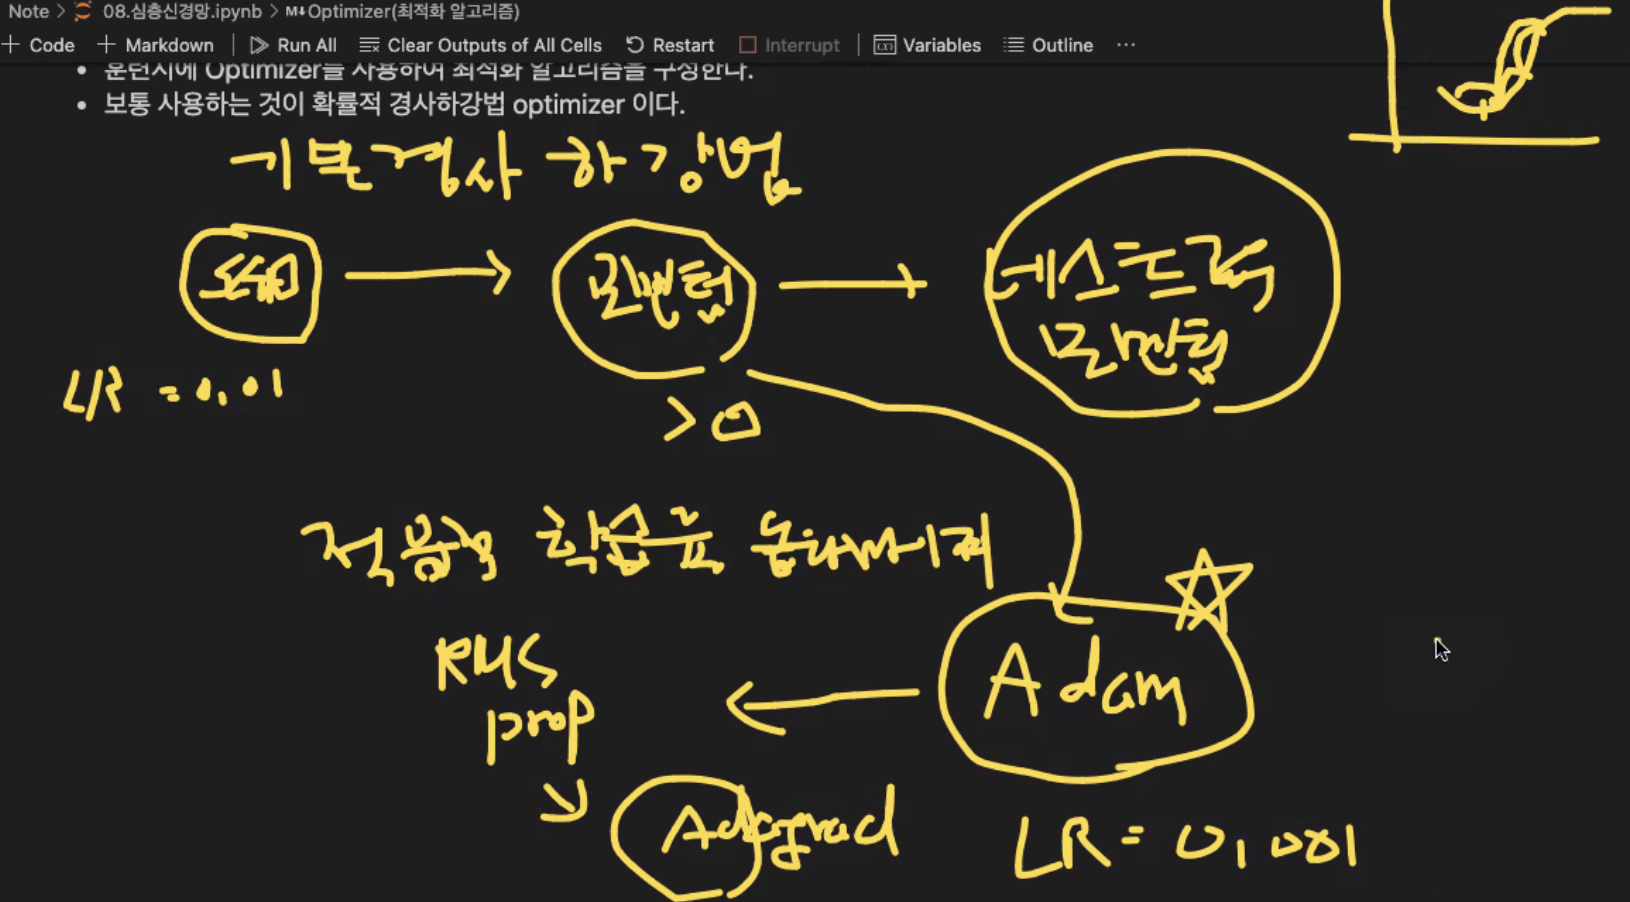 Note > 08.심층신경망.ipynb > M↓Optimizer(최적화 알고리즘)
+ Code + Markdown Run All Clear Outputs of All Cells Restart Interrupt Variables Outline ...
• 훈련시에 Optimizer를 사용하여 최적화 알고리즘을 구성한다.
• 보통 사용하는 것이 확률적 경사하강법 optimizer 이다.
기본경사 하강법
SGD
모멘텀
네스트로프
모멘텀
LR = 0.01
> 0
적응적 학습률 옵티마이저
RMS
prop
Adam
Adagrad
LR = 0.001